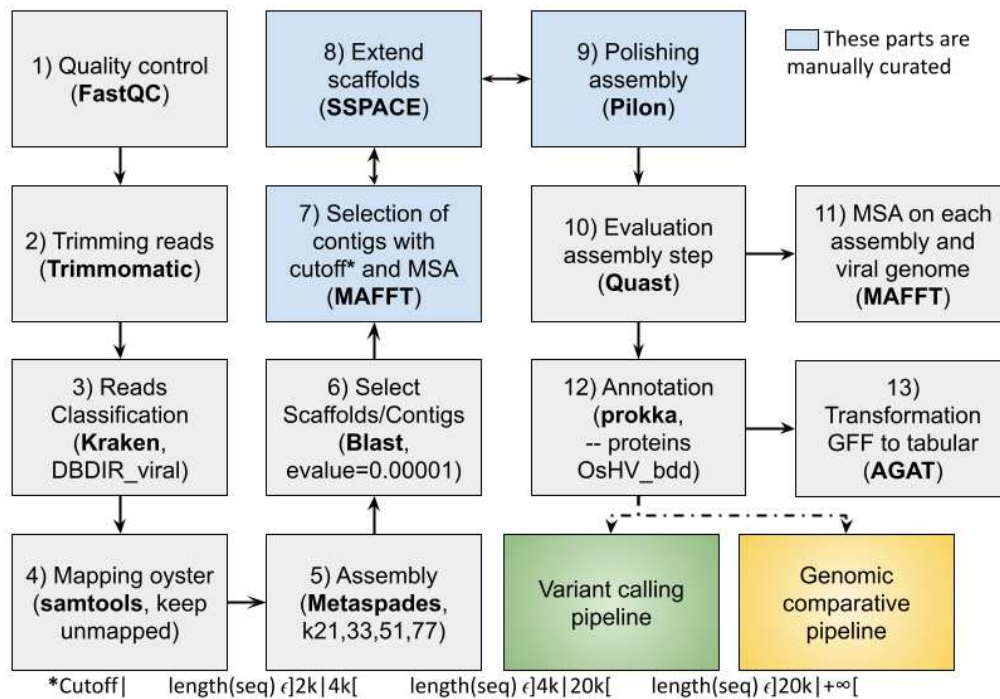 1) Quality control
(FastQC)
2) Trimming reads
(Trimmomatic)
3) Reads
Classification
(Kraken,
DBDIR_viral)
4) Mapping oyster
(samtools, keep
unmapped)
5) Assembly
(Metaspades,
k21,33,51,77)
6) Select
Scaffolds/Contigs
(Blast,
evalue=0.00001)
7) Selection of
contigs with
cutoff* and MSA
(MAFFT)
8) Extend
scaffolds
(SSPACE)
9) Polishing
assembly
(Pilon)
These parts are
manually curated
10) Evaluation
assembly step
(Quast)
11) MSA on each
assembly and
viral genome
(MAFFT)
12) Annotation
(prokka,
-- proteins
OsHV_bdd)
13)
Transformation
GFF to tabular
(AGAT)
Variant calling
pipeline
Genomic
comparative
pipeline
*Cutoff| length(seq) ϵ]2k|4k[ length(seq) ϵ]4k|20k[ length(seq) ϵ]20k|+∞[